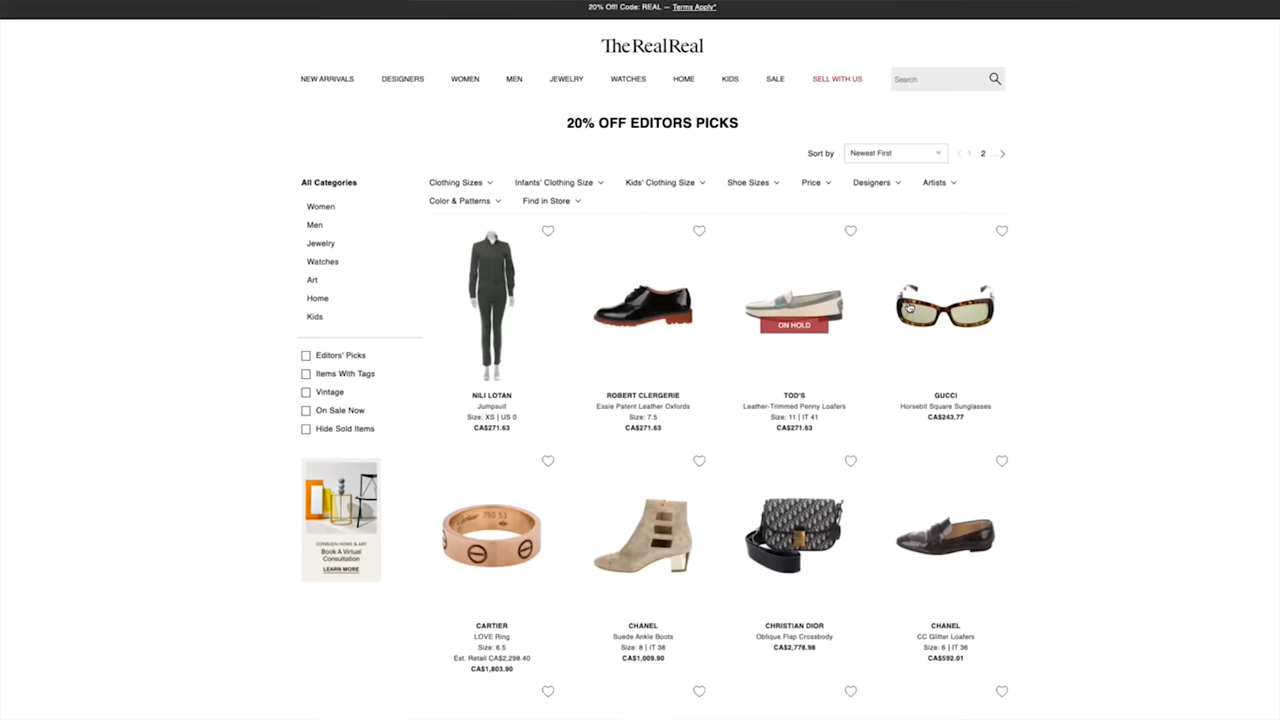 20% Off! Code: REAL — Terms Apply*
TheRealReal
NEW ARRIVALS DESIGNERS WOMEN MEN JEWELRY WATCHES HOME KIDS SALE SELL WITH US Search
20% OFF EDITORS PICKS
Sort by Newest First 1 2
All Categories
Women
Men
Jewelry
Watches
Art
Home
Kids
Editors' Picks
Items With Tags
Vintage
On Sale Now
Hide Sold Items
CONSIGN HOME & ART
Book A Virtual
Consultation
LEARN MORE
Clothing Sizes Infants' Clothing Size Kids' Clothing Size Shoe Sizes Price Designers Artists
Color & Patterns Find in Store
NILI LOTAN
Jumpsuit
Size: XS | US 0
CA$271.63
ROBERT CLERGERIE
Essie Patent Leather Oxfords
Size: 7.5
CA$271.63
ON HOLD
TOD'S
Leather-Trimmed Penny Loafers
Size: 11 | IT 41
CA$271.63
GUCCI
Horsebit Square Sunglasses
CA$243.77
Cartier 750 53
CARTIER
LOVE Ring
Size: 6.5
Est. Retail CA$2,298.40
CA$1,803.90
CHANEL
Suede Ankle Boots
Size: 8 | IT 38
CA$1,009.90
CHRISTIAN DIOR
Oblique Flap Crossbody
CA$2,778.98
CHANEL
CC Glitter Loafers
Size: 6 | IT 36
CA$592.01